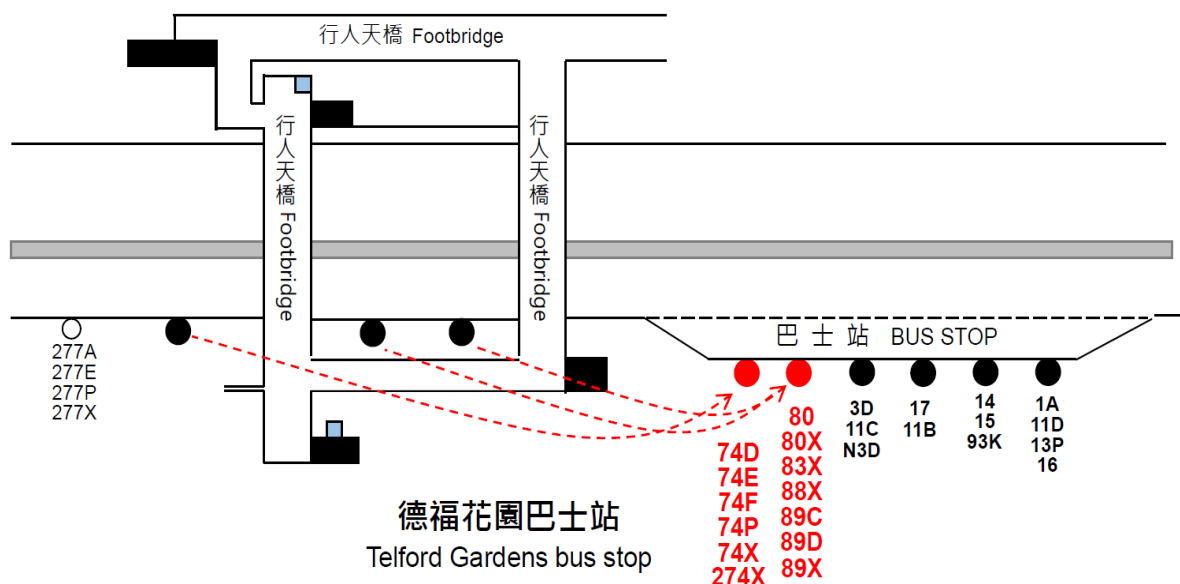 行人天橋 Footbridge
行人天橋 Footbridge
行人天橋 Footbridge
巴士站 BUS STOP
277A
277E
277P
277X
74D
74E
74F
74P
74X
274X
80
80X
83X
88X
89C
89D
89X
3D
11C
N3D
17
11B
14
15
93K
1A
11D
13P
16
德福花園巴士站
Telford Gardens bus stop